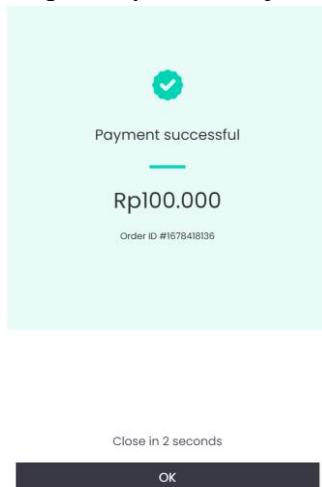 Payment successful
Rp100.000
Order ID #1678418136
Close in 2 seconds
OK